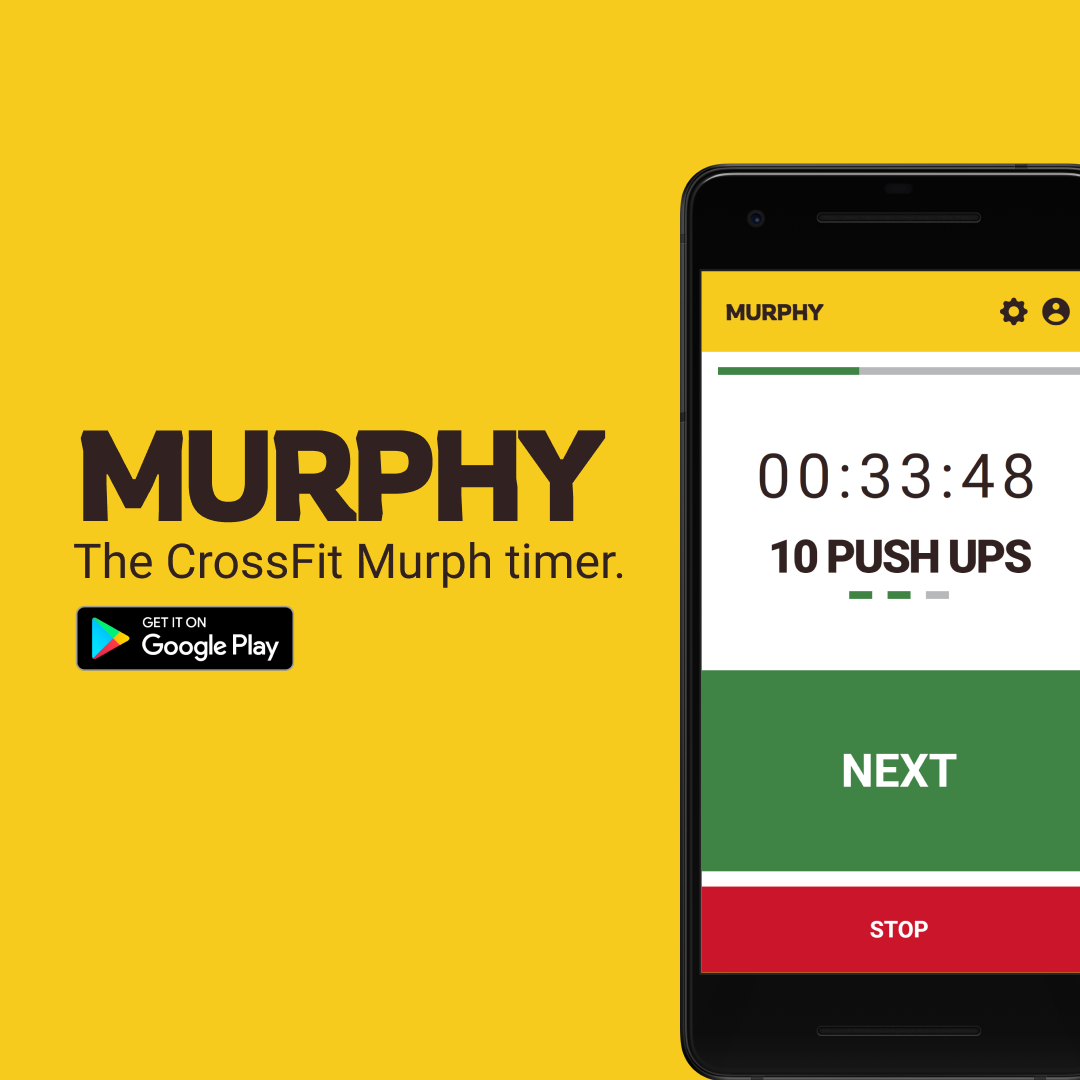 MURPHY
The CrossFit Murph timer.
GET IT ON
Google Play
MURPHY
00:33:48
10 PUSH UPS
NEXT
STOP